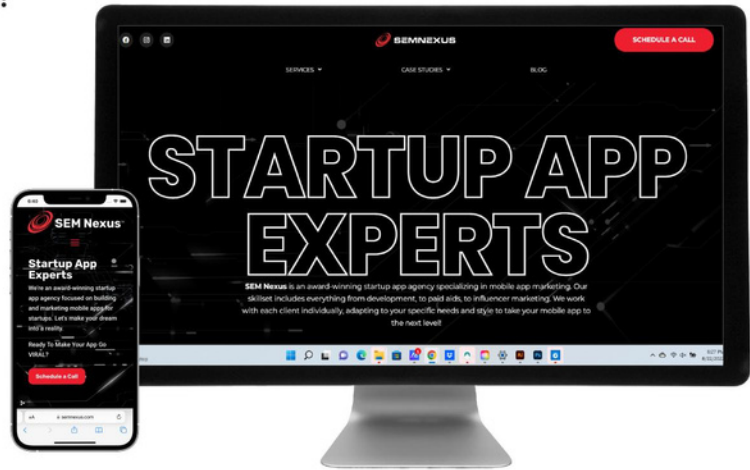 SEMNEXUS
SCHEDULE A CALL
SERVICES
CASE STUDIES
BLOG
STARTUP APP
EXPERTS
SEM Nexus is an award-winning startup app agency specializing in mobile app marketing. Our
skillset includes everything from development, to paid aids, to influencer marketing. We work
with each client individually, adapting to your specific needs and style to take your mobile app to
the next level!
SEM Nexus
Startup App
Experts
We're an award-winning startup
app agency focused on building
and marketing mobile apps for
startups. Let's make your dream
into a reality.
Ready To Make Your App Go
VIRAL?
Schedule a Call
AA semnexus.com